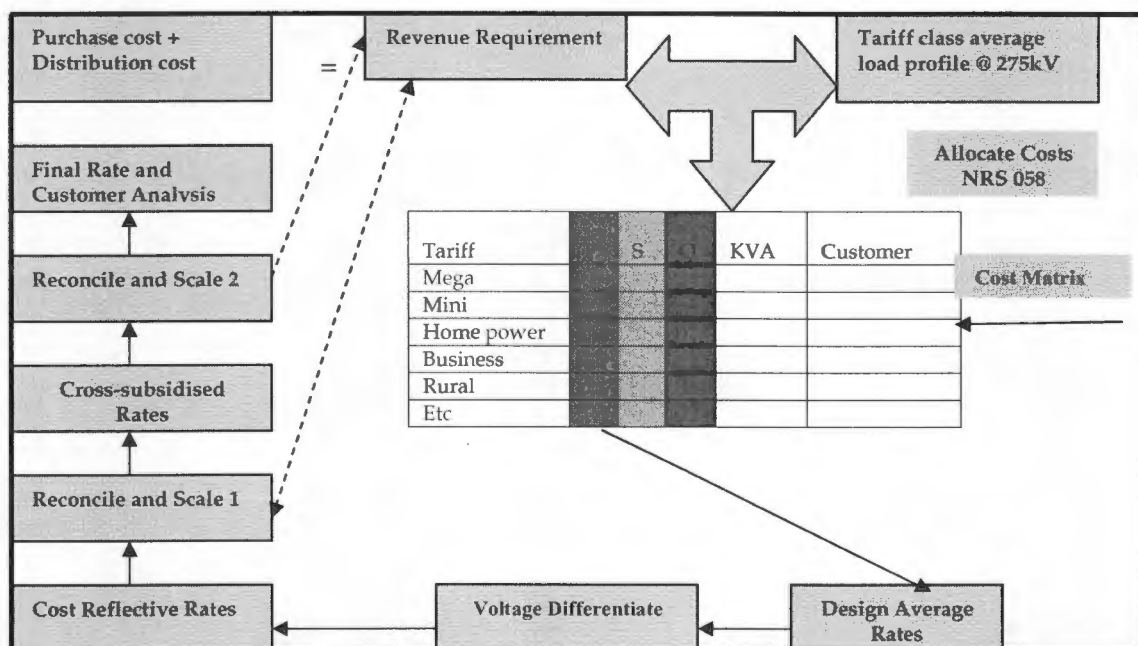 Purchase cost +
Distribution cost
=
Revenue Requirement
Tariff class average
load profile @ 275kV
Final Rate and
Customer Analysis
Allocate Costs
NRS 058
Tariff S KVA Customer
Mega
Mini
Home power
Business
Rural
Etc
Cost Matrix
Reconcile and Scale 2
Cross-subsidised
Rates
Reconcile and Scale 1
Cost Reflective Rates
Voltage Differentiate
Design Average
Rates